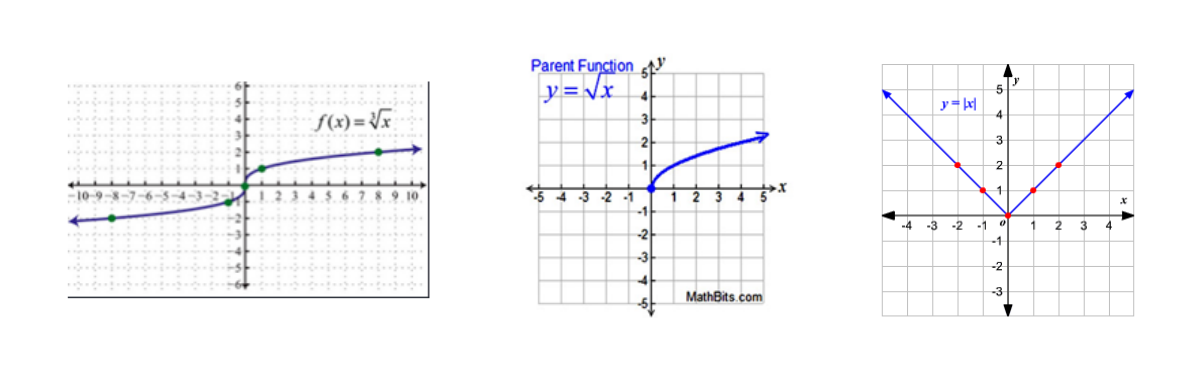 6
5
4
3
2
1
f(x) = ∛x
-10-9-8-7-6-5-4-3-2-1 1 2 3 4 5 6 7 8 9 10
-1
-2
-3
-4
-5
-6
Parent Function
y = √x
y
5
4
3
2
1
-5 -4 -3 -2 -1 1 2 3 4 5 x
-1
-2
-3
-4
-5
MathBits.com
y
5
y = |x|
4
3
2
1
x
-4 -3 -2 -1 0 1 2 3 4
-1
-2
-3